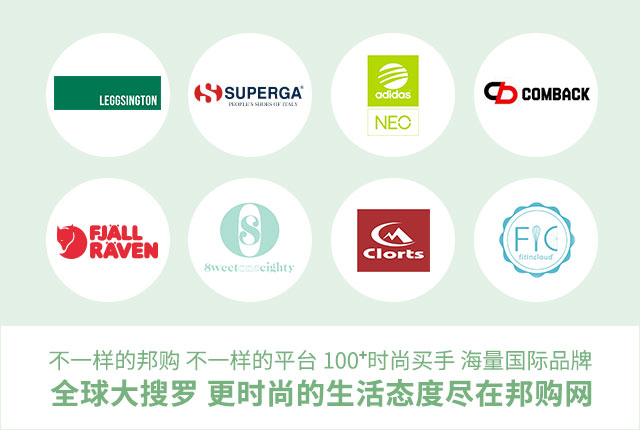 LEGGSINGTON
SUPERGA®
PEOPLE'S SHOES OF ITALY
adidas
NEO
COMBACK
FJÄLL
RÄVEN
8
8weetoneeighty
Clorts
FIC
fitincloud
不一样的邦购 不一样的平台 100+时尚买手 海量国际品牌
全球大搜罗 更时尚的生活态度尽在邦购网